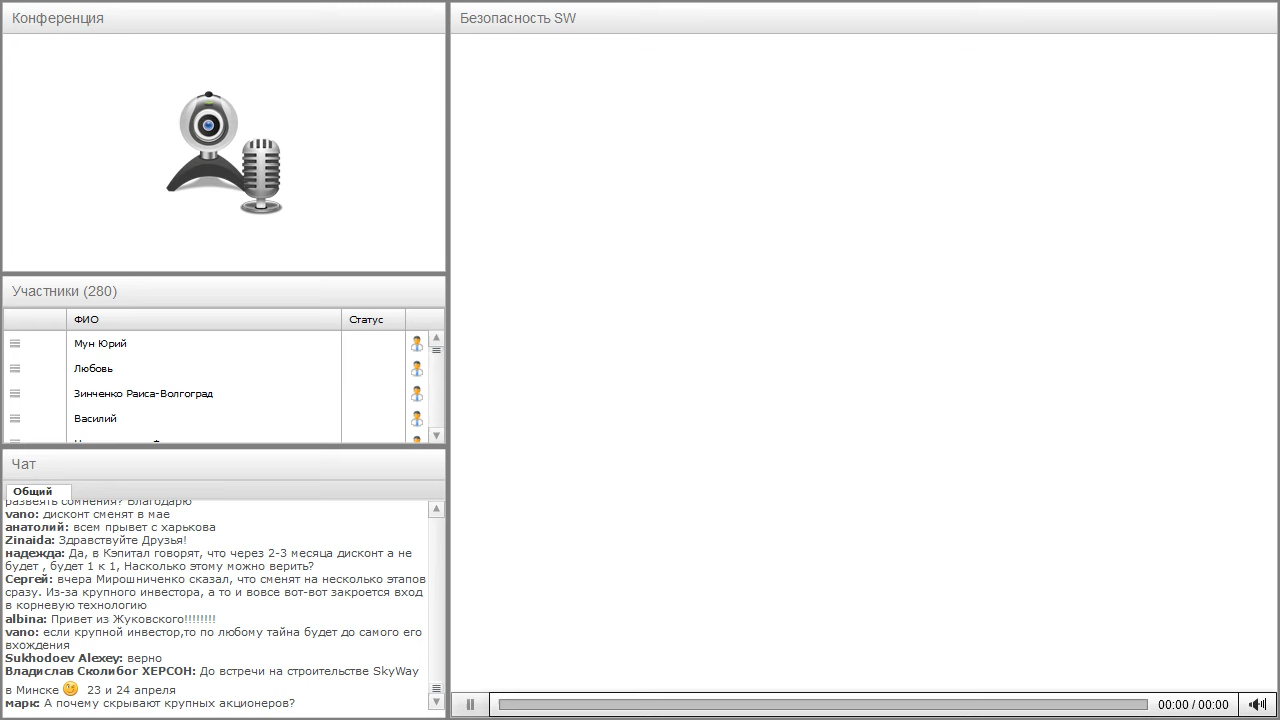 Конференция
Безопасность SW
Участники (280)
ФИО
Статус
Мун Юрий
Любовь
Зинченко Раиса-Волгоград
Василий
Чат
Общий
развеять сомнения? Благодарю
vano: дисконт сменят в мае
анатолий: всем прывет с харькова
Zinaida: Здравствуйте Друзья!
надежда: Да, в Кэпитал говорят, что через 2-3 месяца дисконт а не
будет , будет 1 к 1, Насколько этому можно верить?
Сергей: вчера Мирошниченко сказал, что сменят на несколько этапов
сразу. Из-за крупного инвестора, а то и вовсе вот-вот закроется вход
в корневую технологию
albina: Привет из Жуковского!!!!!!!!
vano: если крупной инвестор,то по любому тайна будет до самого его
вхождения
Sukhodoev Alexey: верно
Владислав Сколибог ХЕРСОН: До встречи на строительстве SkyWay
в Минске 23 и 24 апреля
марк: А почему скрывают крупных акционеров?
00:00 / 00:00